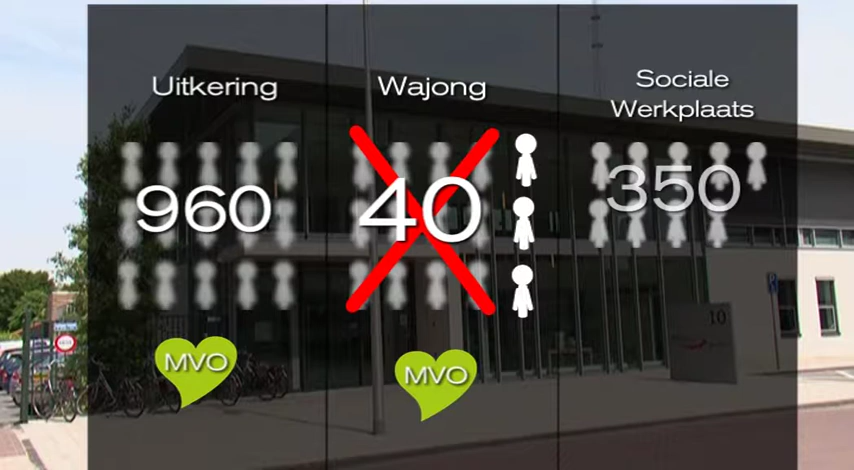 Uitkering
Wajong
Sociale
Werkplaats
960
40
350
MVO
MVO
10